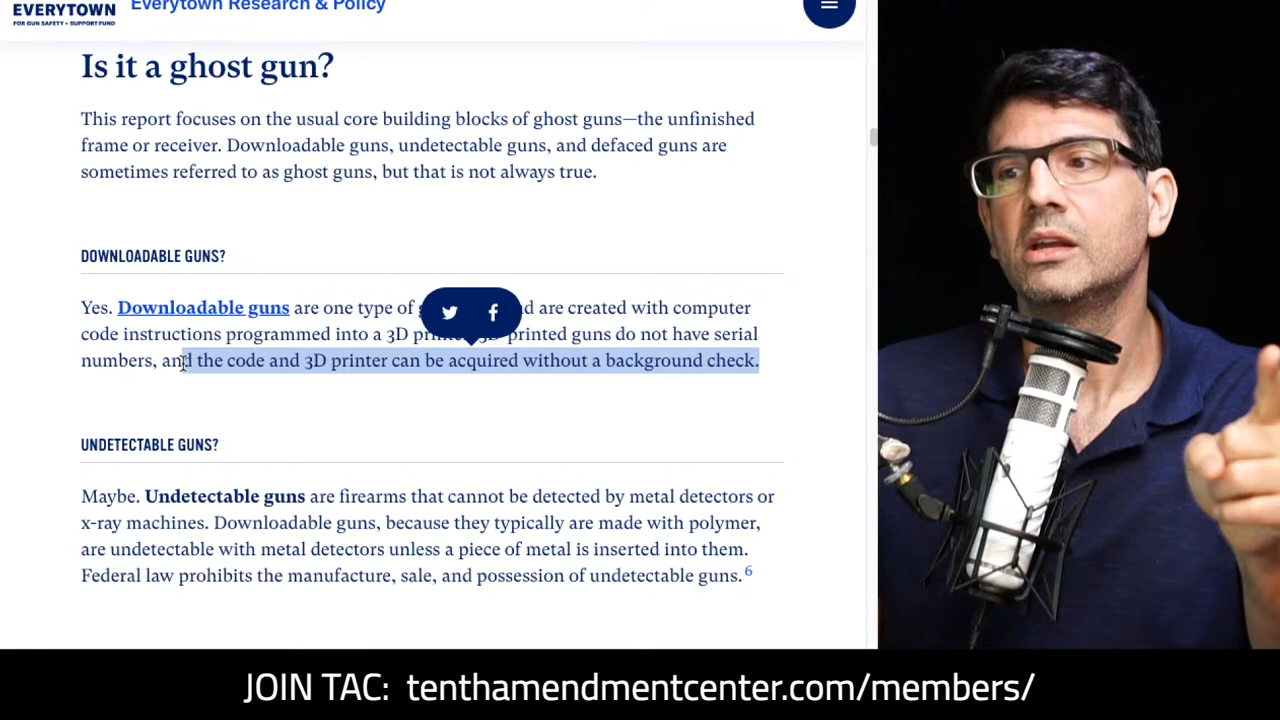 EVERYTOWN
FOR GUN SAFETY • SUPPORT FUND
Everytown Research & Policy
Is it a ghost gun?
This report focuses on the usual core building blocks of ghost guns—the unfinished
frame or receiver. Downloadable guns, undetectable guns, and defaced guns are
sometimes referred to as ghost guns, but that is not always true.
DOWNLOADABLE GUNS?
Yes. Downloadable guns are one type of are created with computer
code instructions programmed into a 3D printed guns do not have serial
numbers, and the code and 3D printer can be acquired without a background check.
UNDETECTABLE GUNS?
Maybe. Undetectable guns are firearms that cannot be detected by metal detectors or
x-ray machines. Downloadable guns, because they typically are made with polymer,
are undetectable with metal detectors unless a piece of metal is inserted into them.
Federal law prohibits the manufacture, sale, and possession of undetectable guns. 6
JOIN TAC: tenthamendmentcenter.com/members/